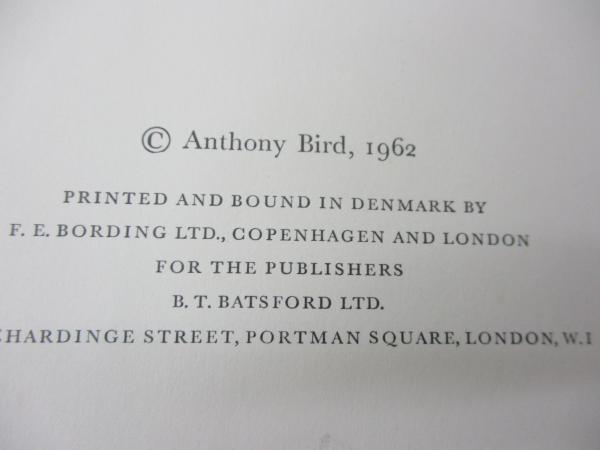 © Anthony Bird, 1962
PRINTED AND BOUND IN DENMARK BY
F. E. BORDING LTD., COPENHAGEN AND LONDON
FOR THE PUBLISHERS
B. T. BATSFORD LTD.
HARDINGE STREET, PORTMAN SQUARE, LONDON, W.I